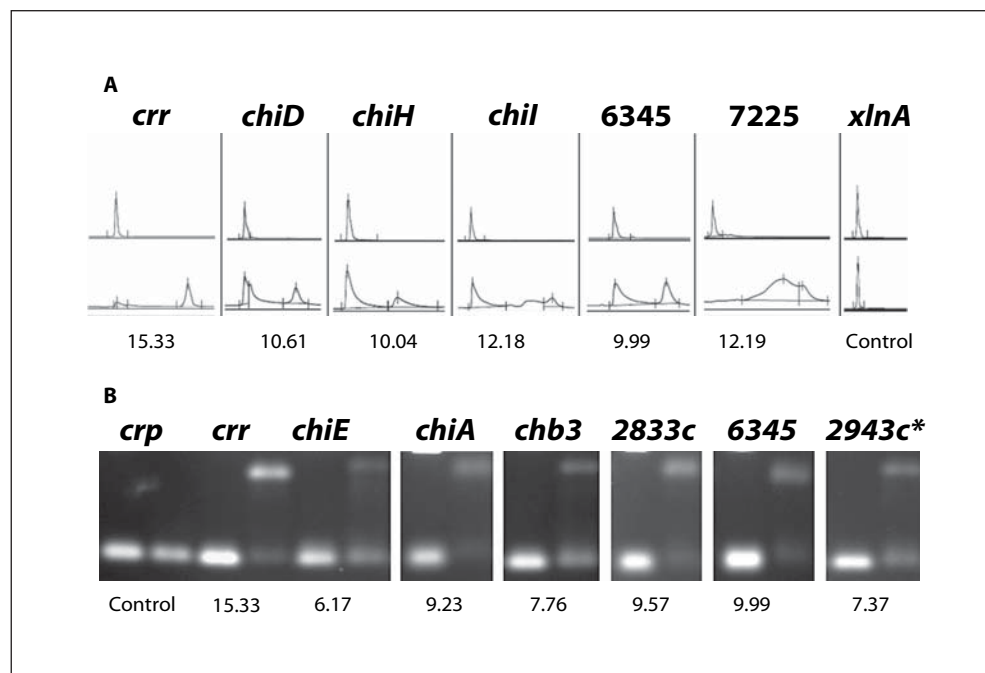 A
crr chiD chiH chiI 6345 7225 xlnA
15.33 10.61 10.04 12.18 9.99 12.19 Control
B
crp crr chiE chiA chb3 2833c 6345 2943c*
Control 15.33 6.17 9.23 7.76 9.57 9.99 7.37